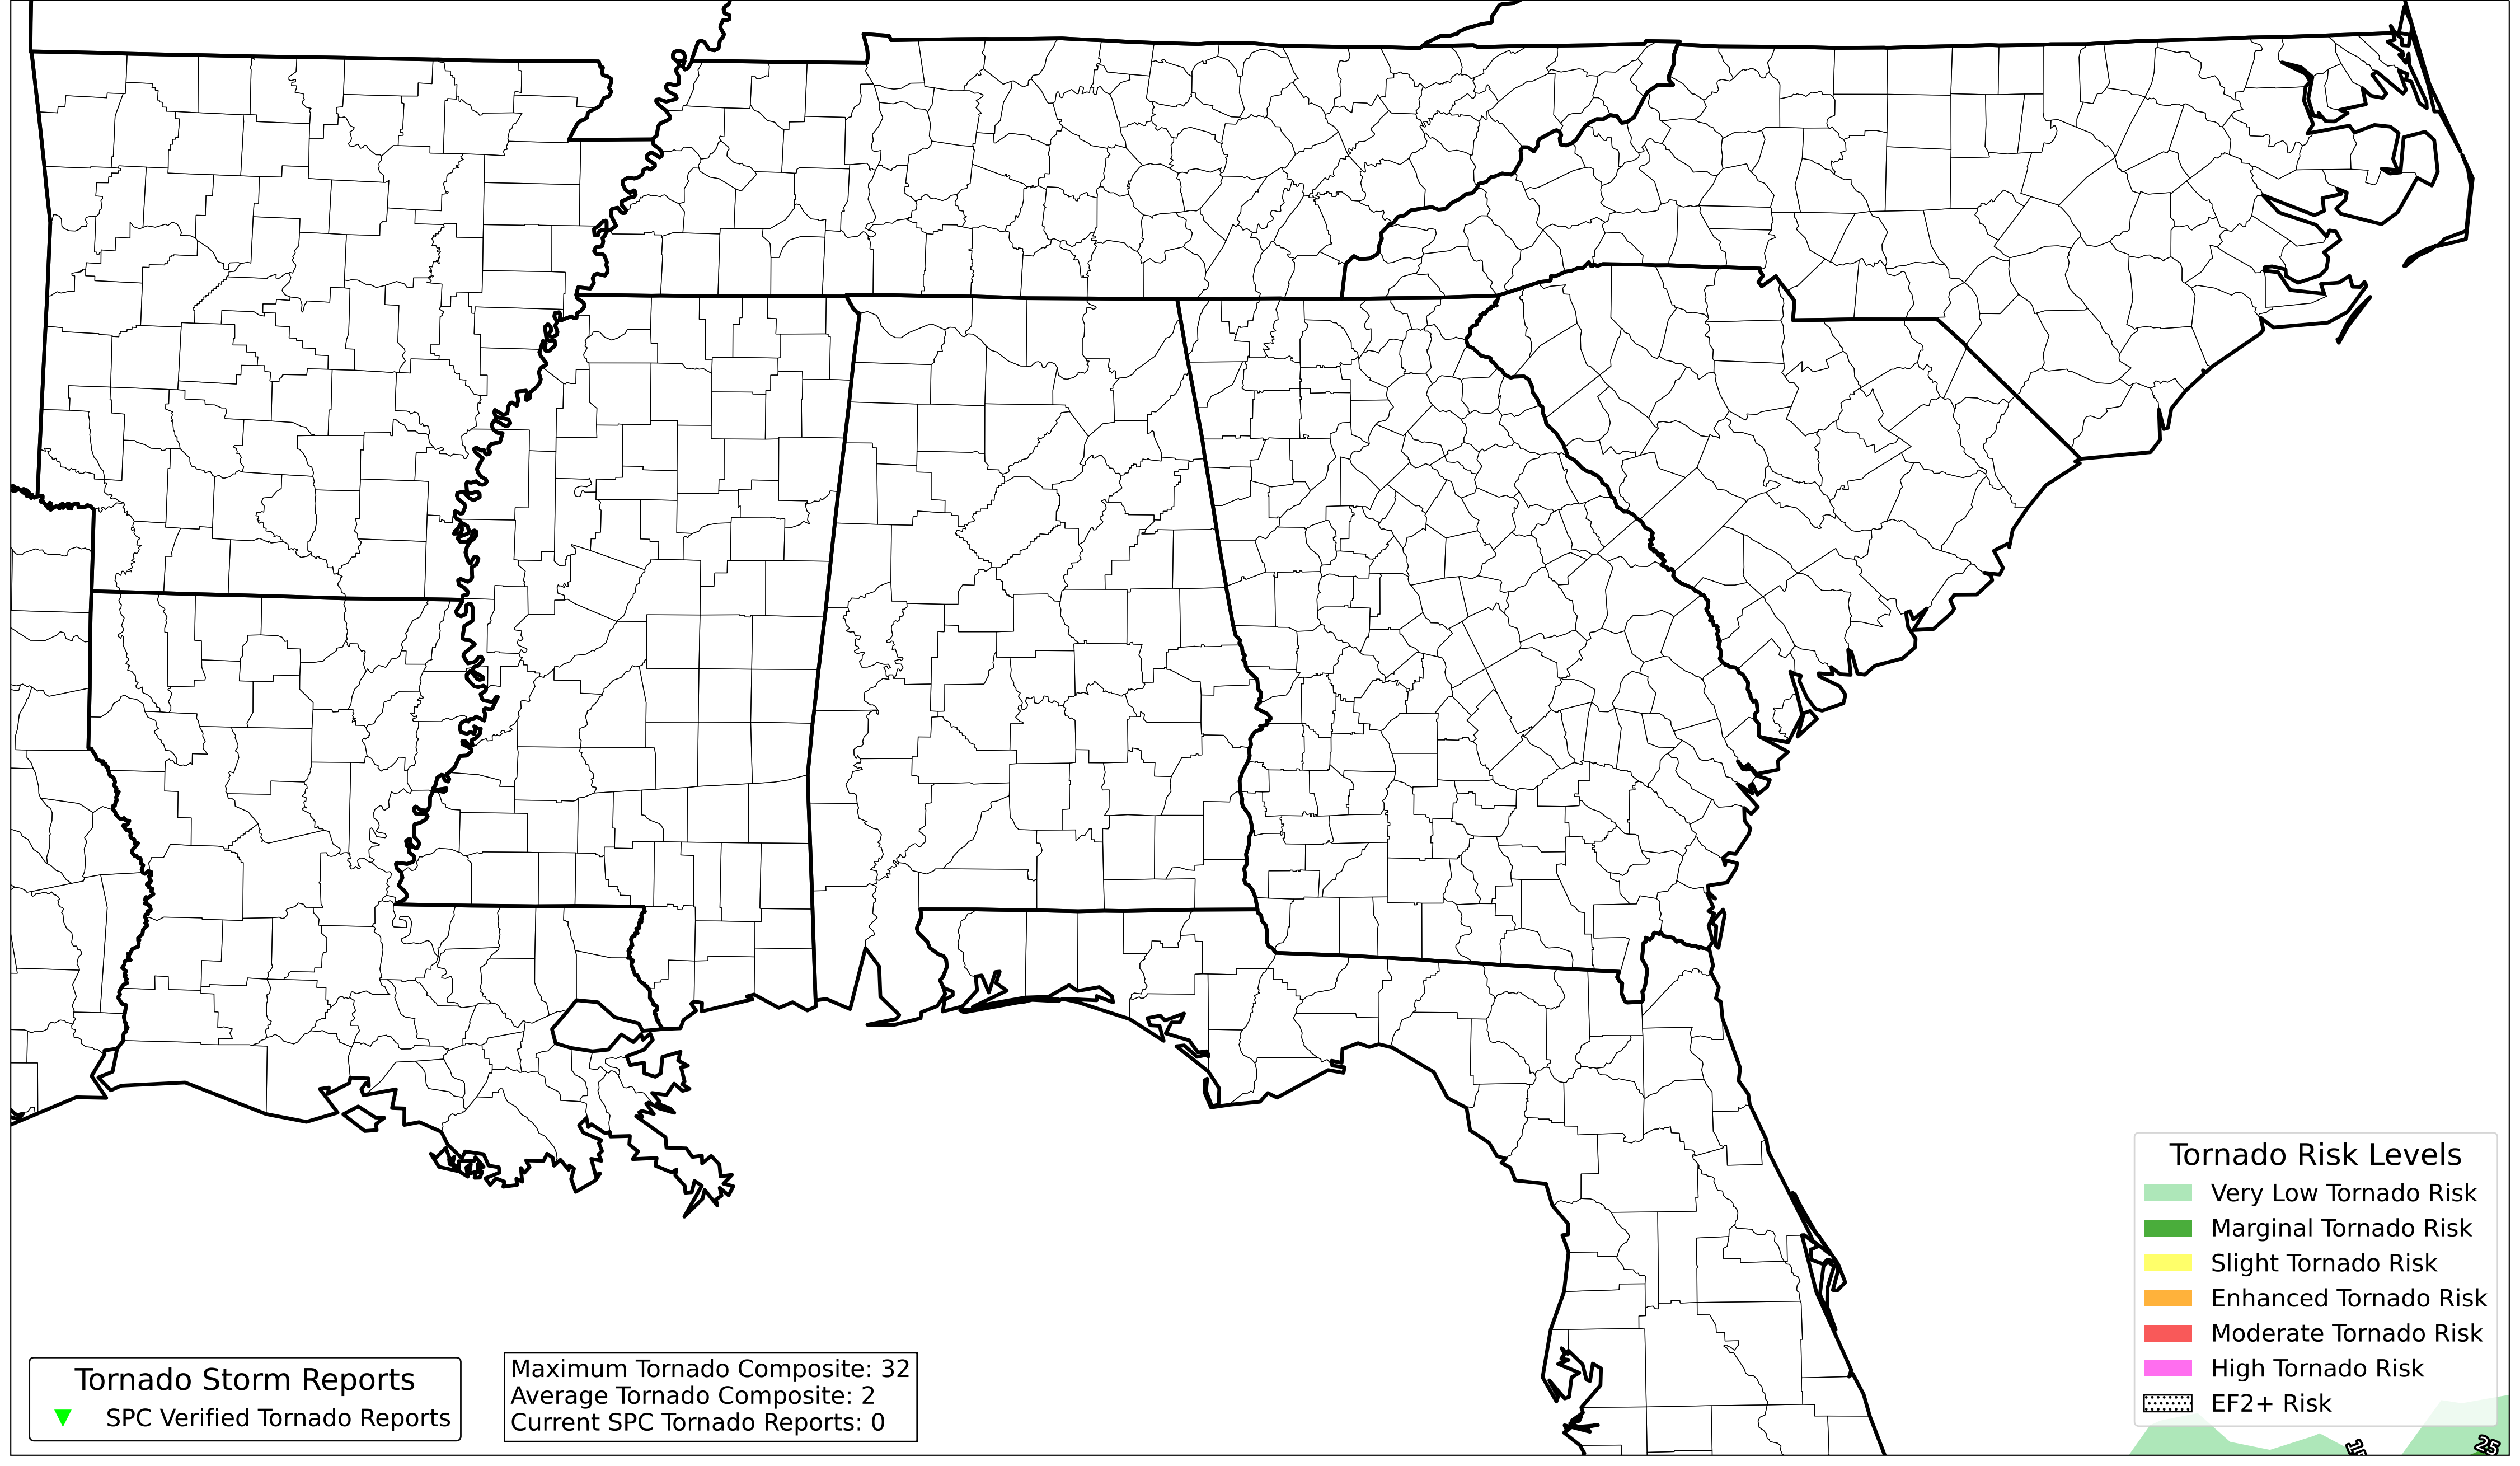 Tornado Risk Levels
Very Low Tornado Risk
Marginal Tornado Risk
Slight Tornado Risk
Enhanced Tornado Risk
Moderate Tornado Risk
High Tornado Risk
EF2+ Risk
Tornado Storm Reports
SPC Verified Tornado Reports
Maximum Tornado Composite: 32
Average Tornado Composite: 2
Current SPC Tornado Reports: 0
25